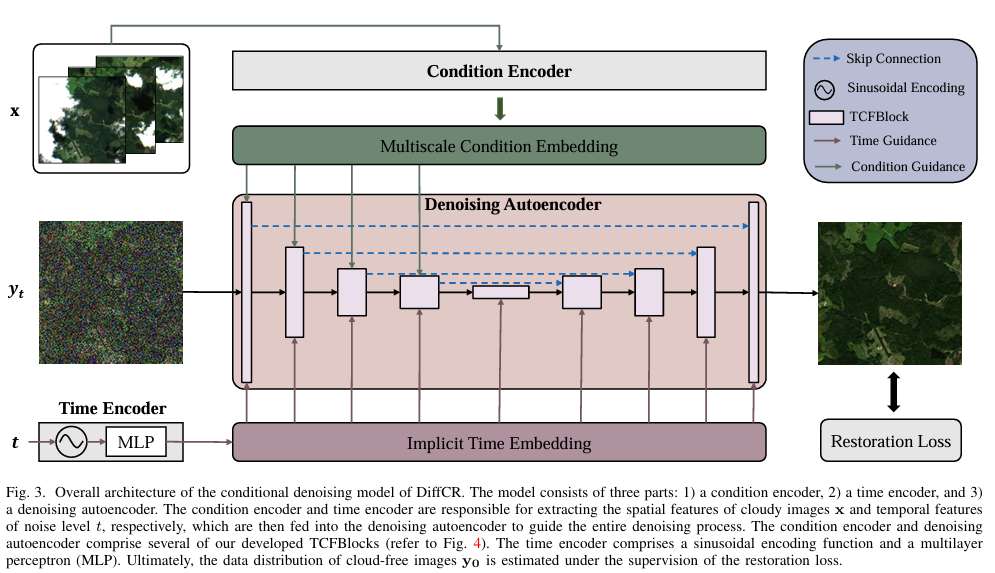 x
Condition Encoder
Multiscale Condition Embedding
Denoising Autoencoder
Skip Connection
Sinusoidal Encoding
TCFBlock
Time Guidance
Condition Guidance
yt
Time Encoder
t
MLP
Implicit Time Embedding
Restoration Loss
Fig. 3. Overall architecture of the conditional denoising model of DiffCR. The model consists of three parts: 1) a condition encoder, 2) a time encoder, and 3)
a denoising autoencoder. The condition encoder and time encoder are responsible for extracting the spatial features of cloudy images x and temporal features
of noise level t, respectively, which are then fed into the denoising autoencoder to guide the entire denoising process. The condition encoder and denoising
autoencoder comprise several of our developed TCFBlocks (refer to Fig. 4). The time encoder comprises a sinusoidal encoding function and a multilayer
perceptron (MLP). Ultimately, the data distribution of cloud-free images y0 is estimated under the supervision of the restoration loss.